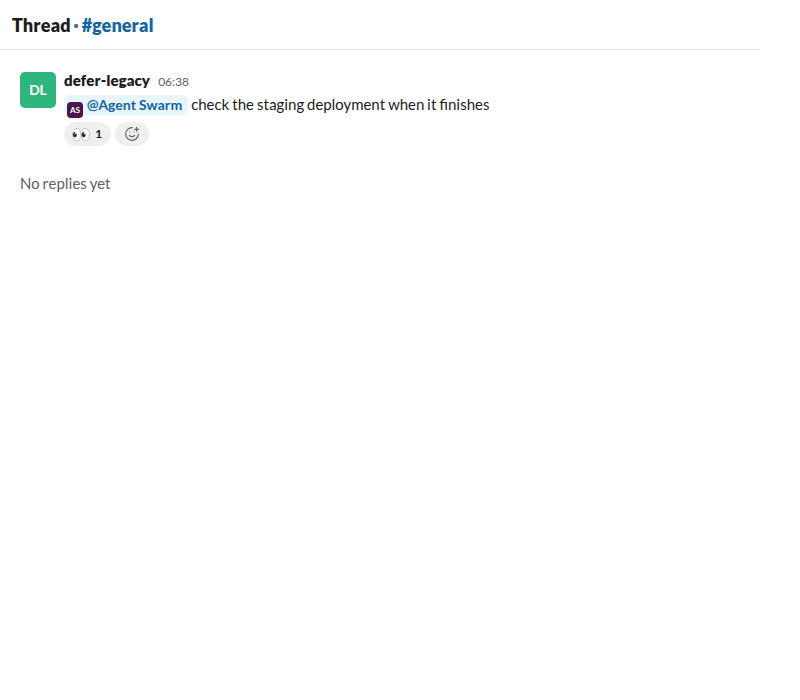 Thread • #general
DL
defer-legacy 06:38
AS @Agent Swarm check the staging deployment when it finishes
👀 1
No replies yet